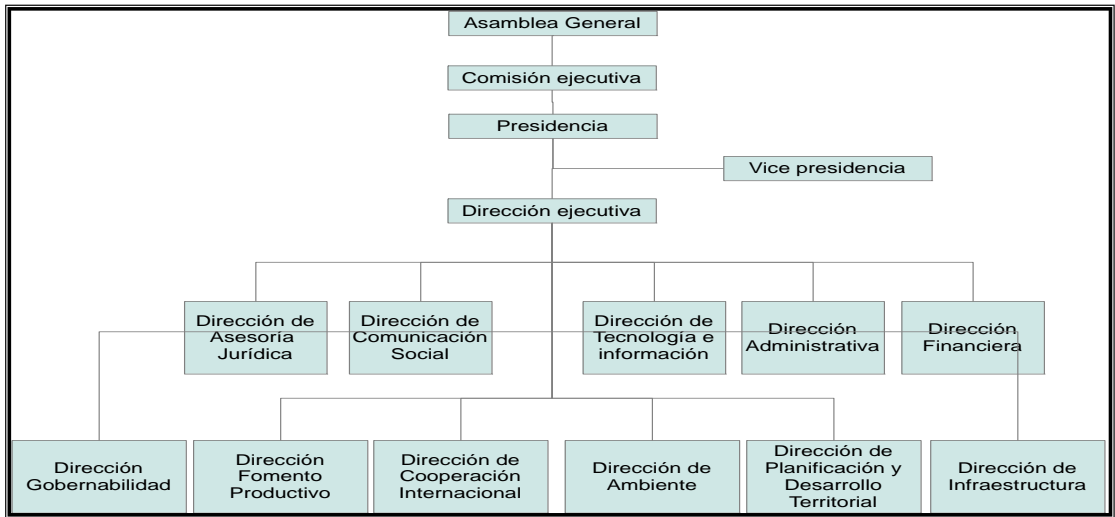 Asamblea General
Comisión ejecutiva
Presidencia
Vice presidencia
Dirección ejecutiva
Dirección de
Asesoría
Jurídica
Dirección de
Comunicación
Social
Dirección de
Tecnología e
información
Dirección
Administrativa
Dirección
Financiera
Dirección
Gobernabilidad
Dirección
Fomento
Productivo
Dirección de
Cooperación
Internacional
Dirección de
Ambiente
Dirección de
Planificación y
Desarrollo
Territorial
Dirección de
Infraestructura